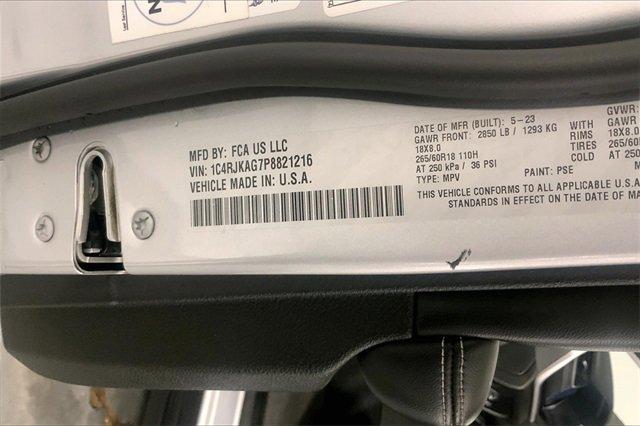 MFD BY: FCA US LLC
VIN: 1C4RJKAG7P8821216
VEHICLE MADE IN: U.S.A.
DATE OF MFR (BUILT): 5-23
GAWR FRONT: 2850 LB / 1293 KG WITH
18X8.0 RIMS
265/60R18 110H TIRES
AT 250 kPa / 36 PSI COLD
TYPE: MPV PAINT: PSE
THIS VEHICLE CONFORMS TO ALL APPLICABLE
STANDARDS IN EFFECT ON THE DATE OF
GVWR:
GAWR
18X8.0
AT 250